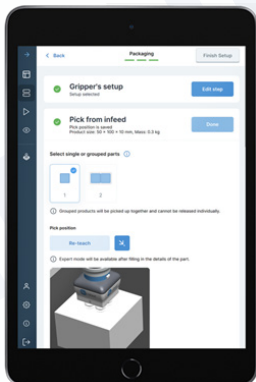 Back
Packaging
Finish Setup
Gripper's setup
Setup selected
Edit step
Pick from infeed
Pick position is saved
Product size: 50 × 100 × 10 mm, Mass: 0.3 kg
Done
Select single or grouped parts
1
2
Grouped products will be picked up together and cannot be released individually.
Pick position
Re-teach
Expert mode will be available after filling in the details of the part.